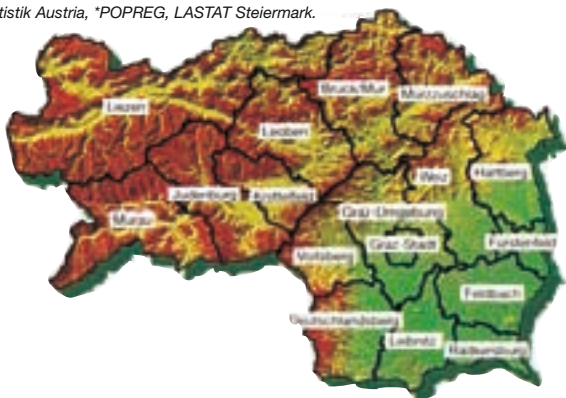 tistik Austria, *POPREG, LASTAT Steiermark.
Bruck/Mur
Mürzzuschlag
Liezen
Leoben
Hartberg
Weiz
Judenburg
Knittelfeld
Murau
Graz-Umgebung
Graz-Stadt
Fürstenfeld
Voitsberg
Feldbach
Deutschlandsberg
Leibnitz
Radkersburg